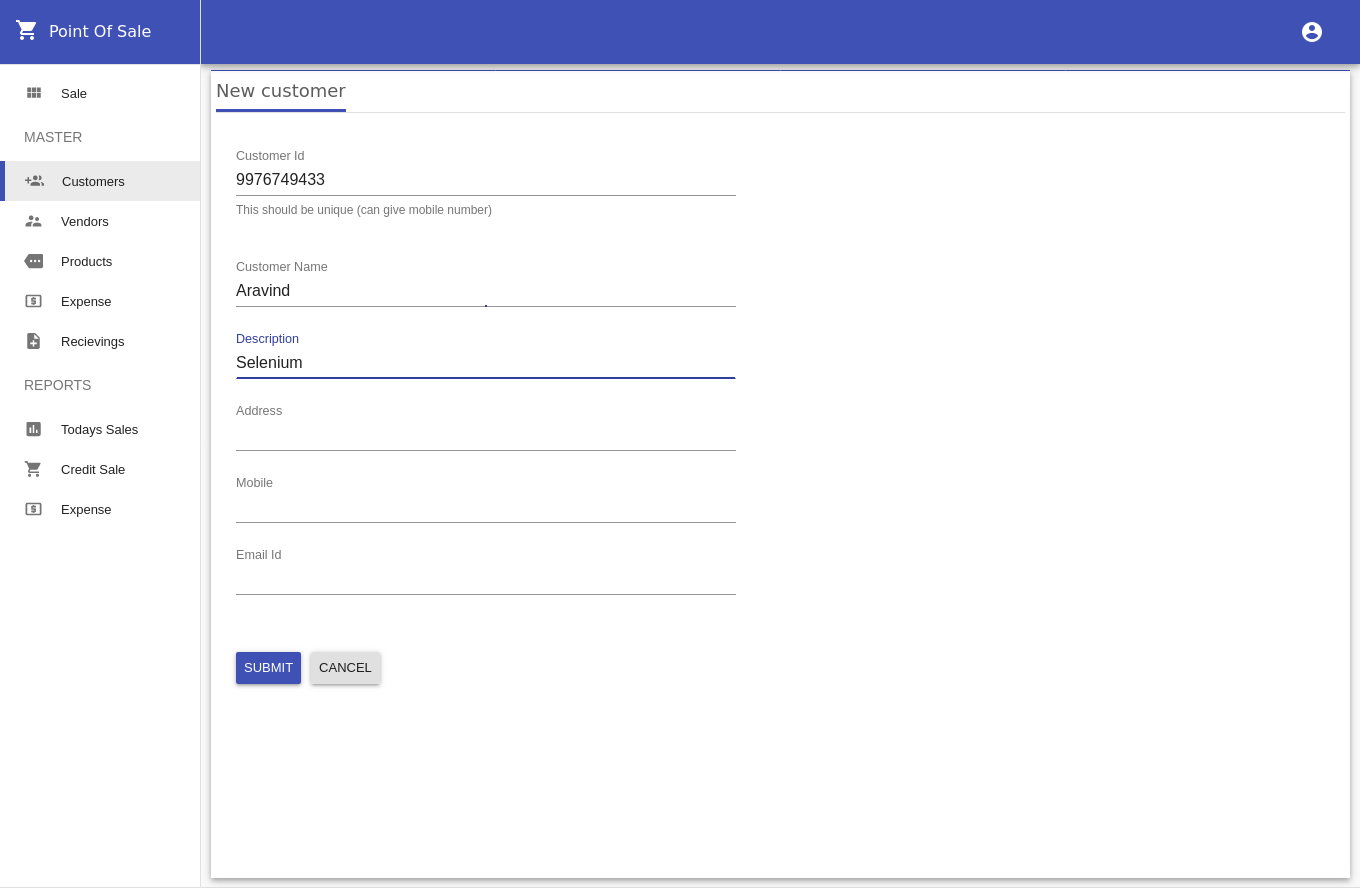 Point Of Sale
Sale
MASTER
Customers
Vendors
Products
Expense
Recievings
REPORTS
Todays Sales
Credit Sale
Expense
New customer
Customer Id
9976749433
This should be unique (can give mobile number)
Customer Name
Aravind
Description
Selenium
Address
Mobile
Email Id
SUBMIT CANCEL